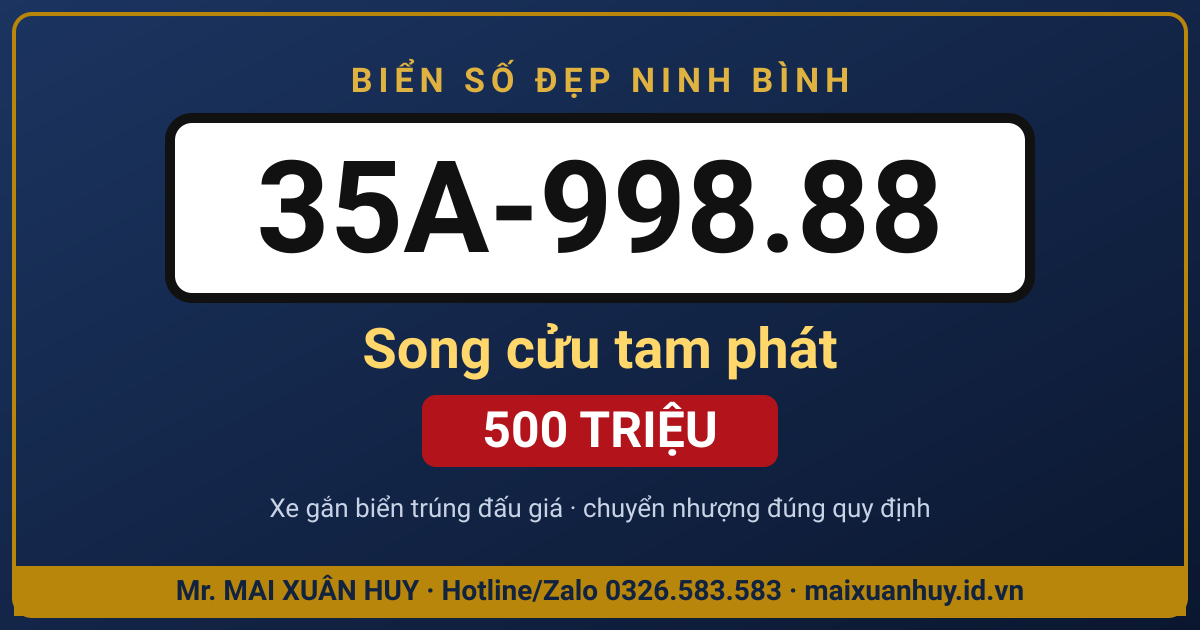 BIỂN SỐ ĐẸP NINH BÌNH
35A-998.88
Song cửu tam phát
500 TRIỆU
Xe gắn biển trúng đấu giá · chuyển nhượng đúng quy định
Mr. MAI XUÂN HUY · Hotline/Zalo 0326.583.583 · maixuanhuy.id.vn